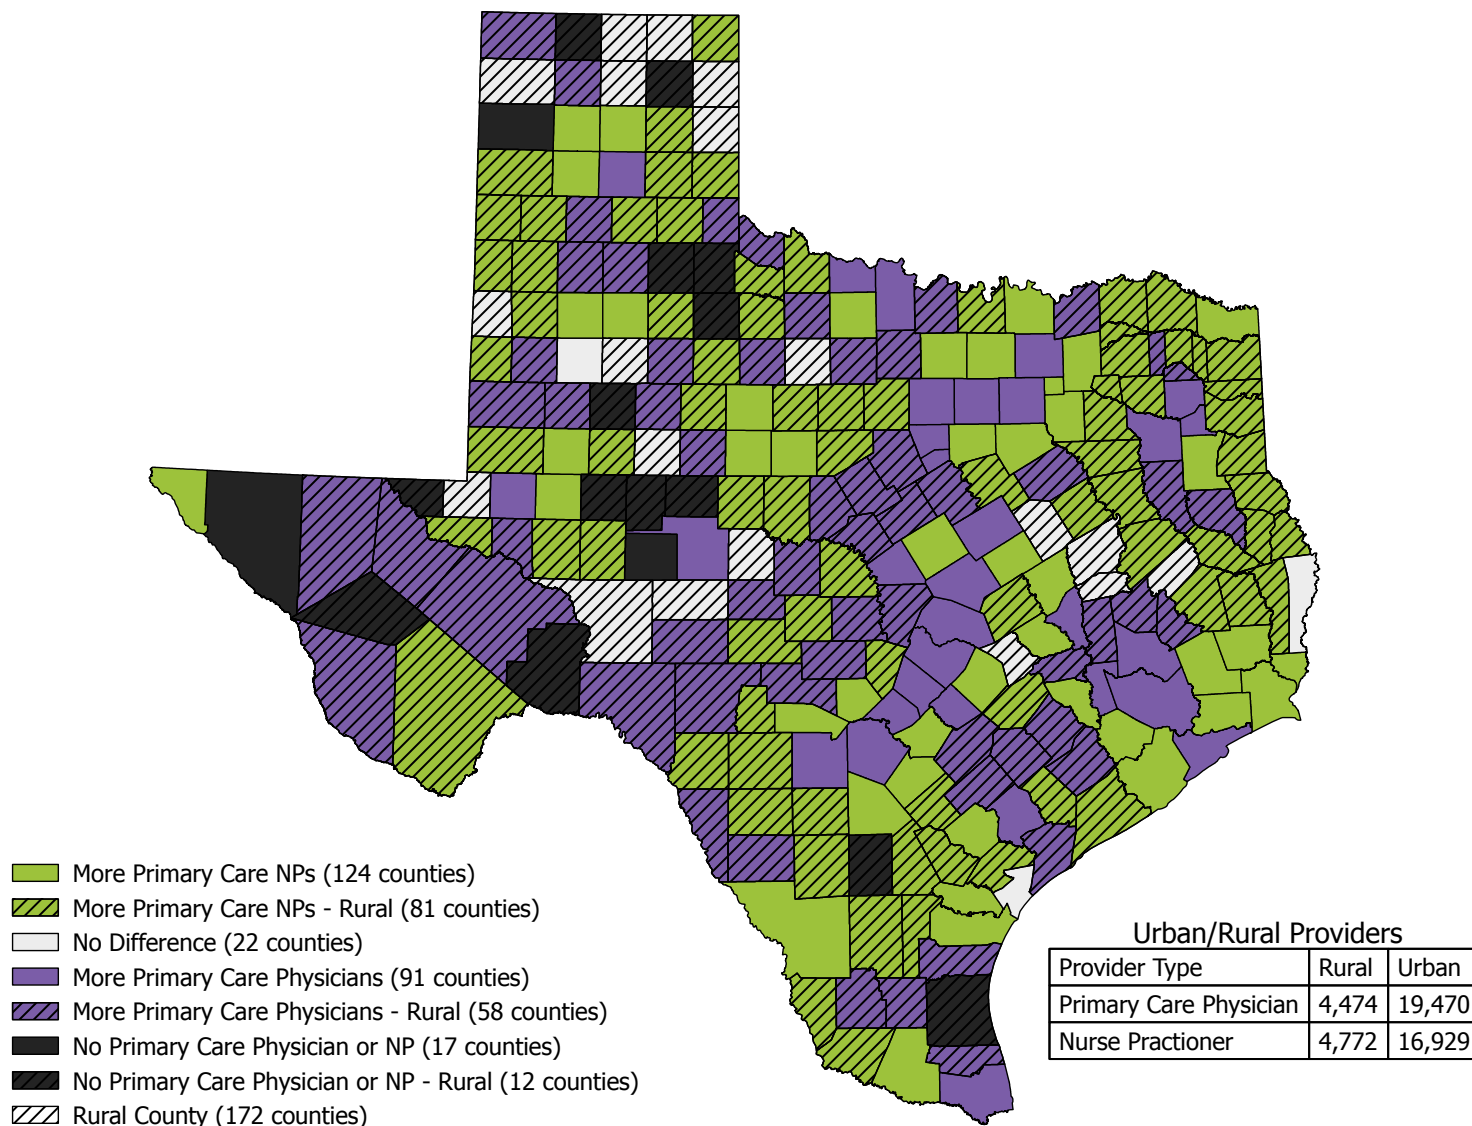 More Primary Care NPs (124 counties)
More Primary Care NPs - Rural (81 counties)
No Difference (22 counties)
More Primary Care Physicians (91 counties)
More Primary Care Physicians - Rural (58 counties)
No Primary Care Physician or NP (17 counties)
No Primary Care Physician or NP - Rural (12 counties)
Rural County (172 counties)
Urban/Rural Providers
Provider Type Rural Urban
Primary Care Physician 4,474 19,470
Nurse Practioner 4,772 16,929